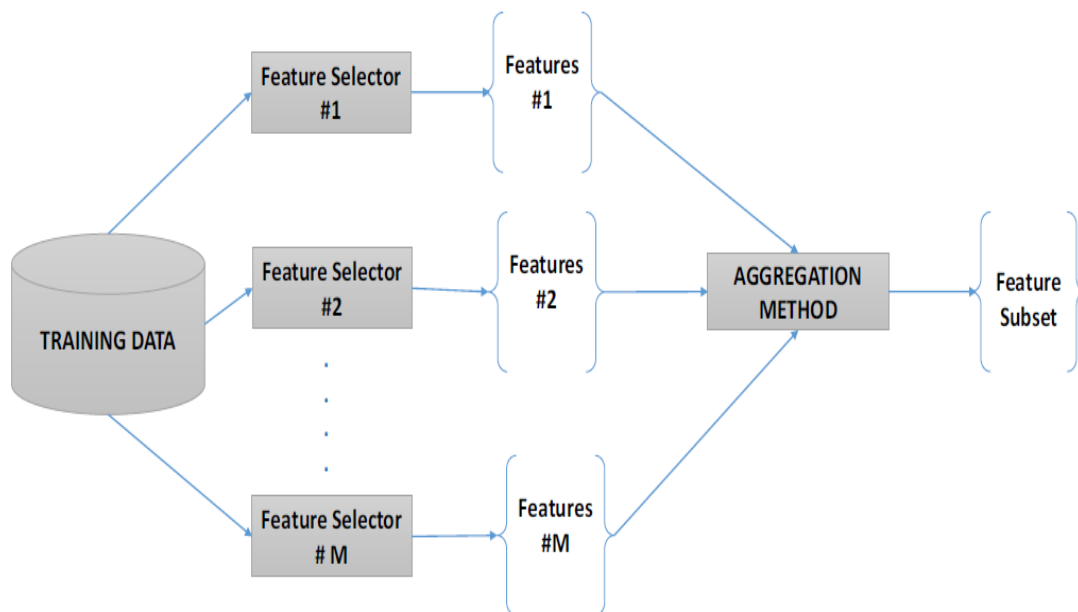 Feature Selector
#1
Features
#1
TRAINING DATA
Feature Selector
#2
Features
#2
AGGREGATION
METHOD
Feature
Subset
.
.
.
.
Feature Selector
# M
Features
#M